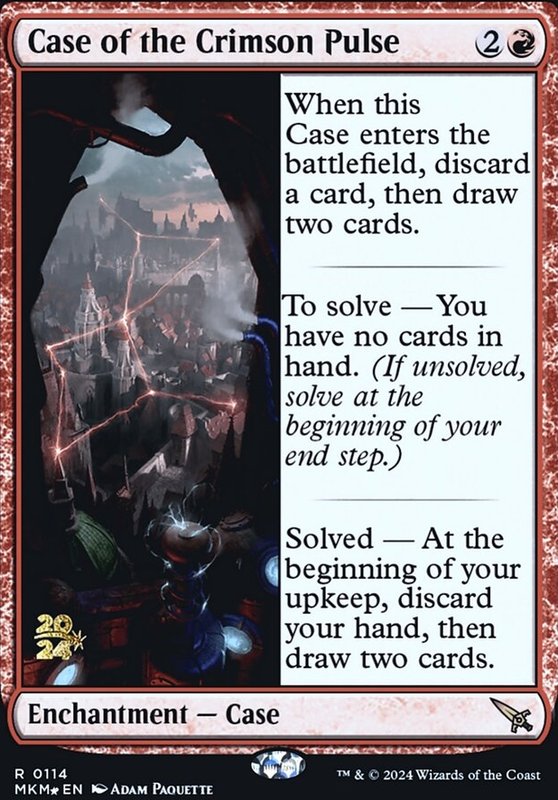 Case of the Crimson Pulse 2
When this
Case enters the
battlefield, discard
a card, then draw
two cards.
To solve — You
have no cards in
hand. (If unsolved,
solve at the
beginning of your
end step.)
Solved — At the
beginning of your
upkeep, discard
your hand, then
draw two cards.
20
24
Enchantment — Case
R 0114
MKM★EN Adam Paquette
™ & © 2024 Wizards of the Coast